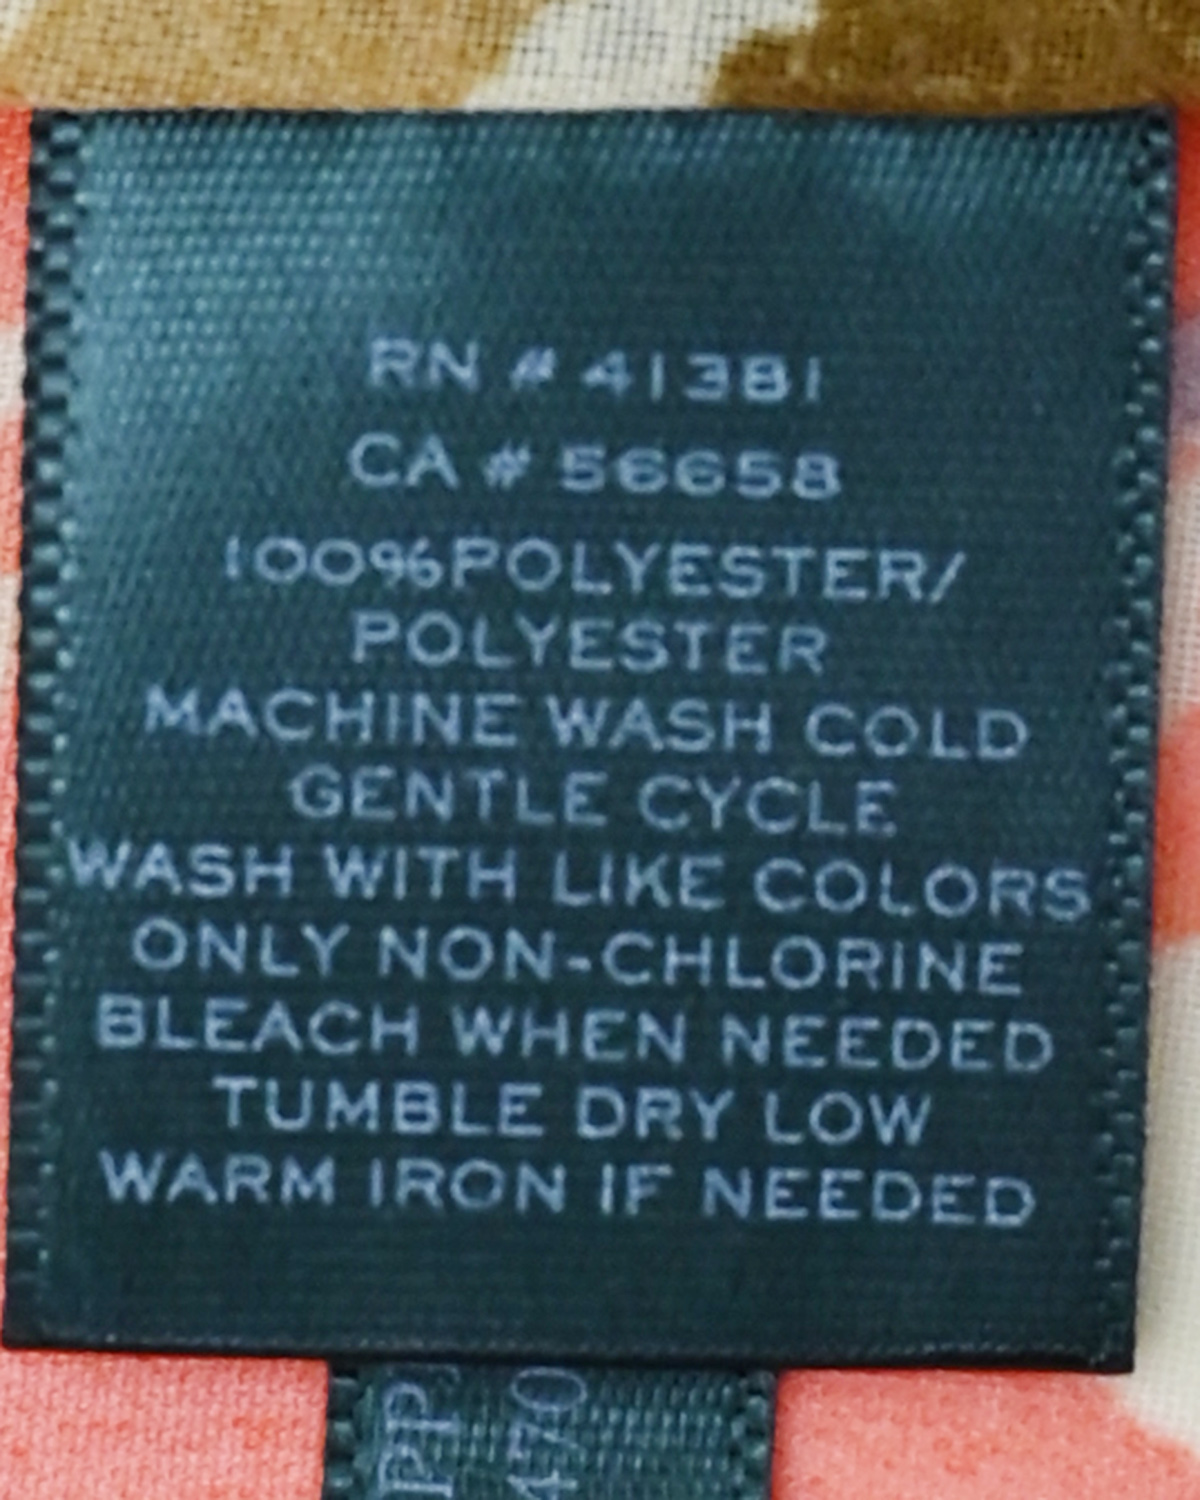 RN # 41381
CA # 56658
100%POLYESTER/
POLYESTER
MACHINE WASH COLD
GENTLE CYCLE
WASH WITH LIKE COLORS
ONLY NON-CHLORINE
BLEACH WHEN NEEDED
TUMBLE DRY LOW
WARM IRON IF NEEDED